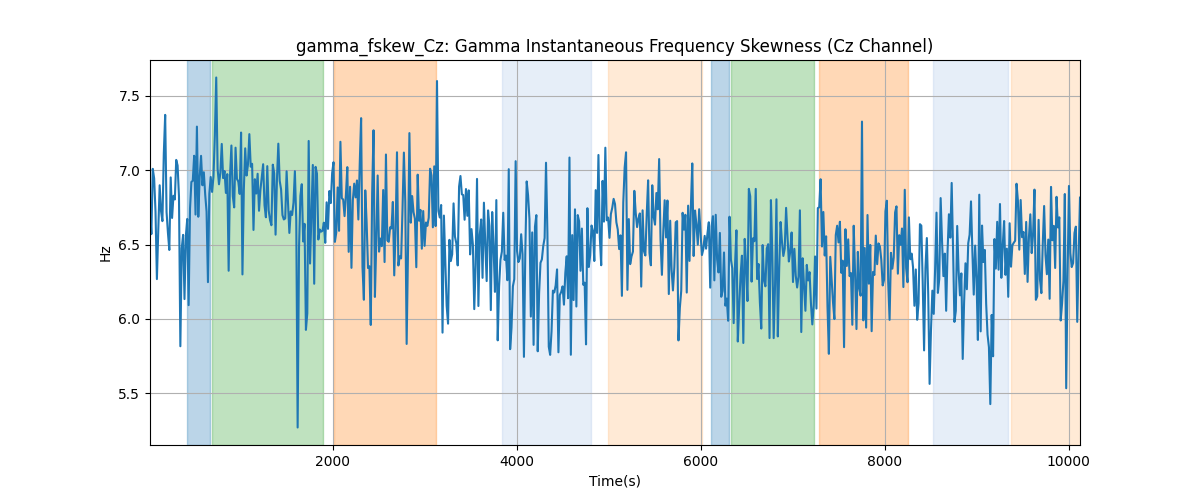 gamma_fskew_Cz: Gamma Instantaneous Frequency Skewness (Cz Channel)
7.5
7.0
6.5
6.0
5.5
Hz
2000 4000 6000 8000 10000
Time(s)